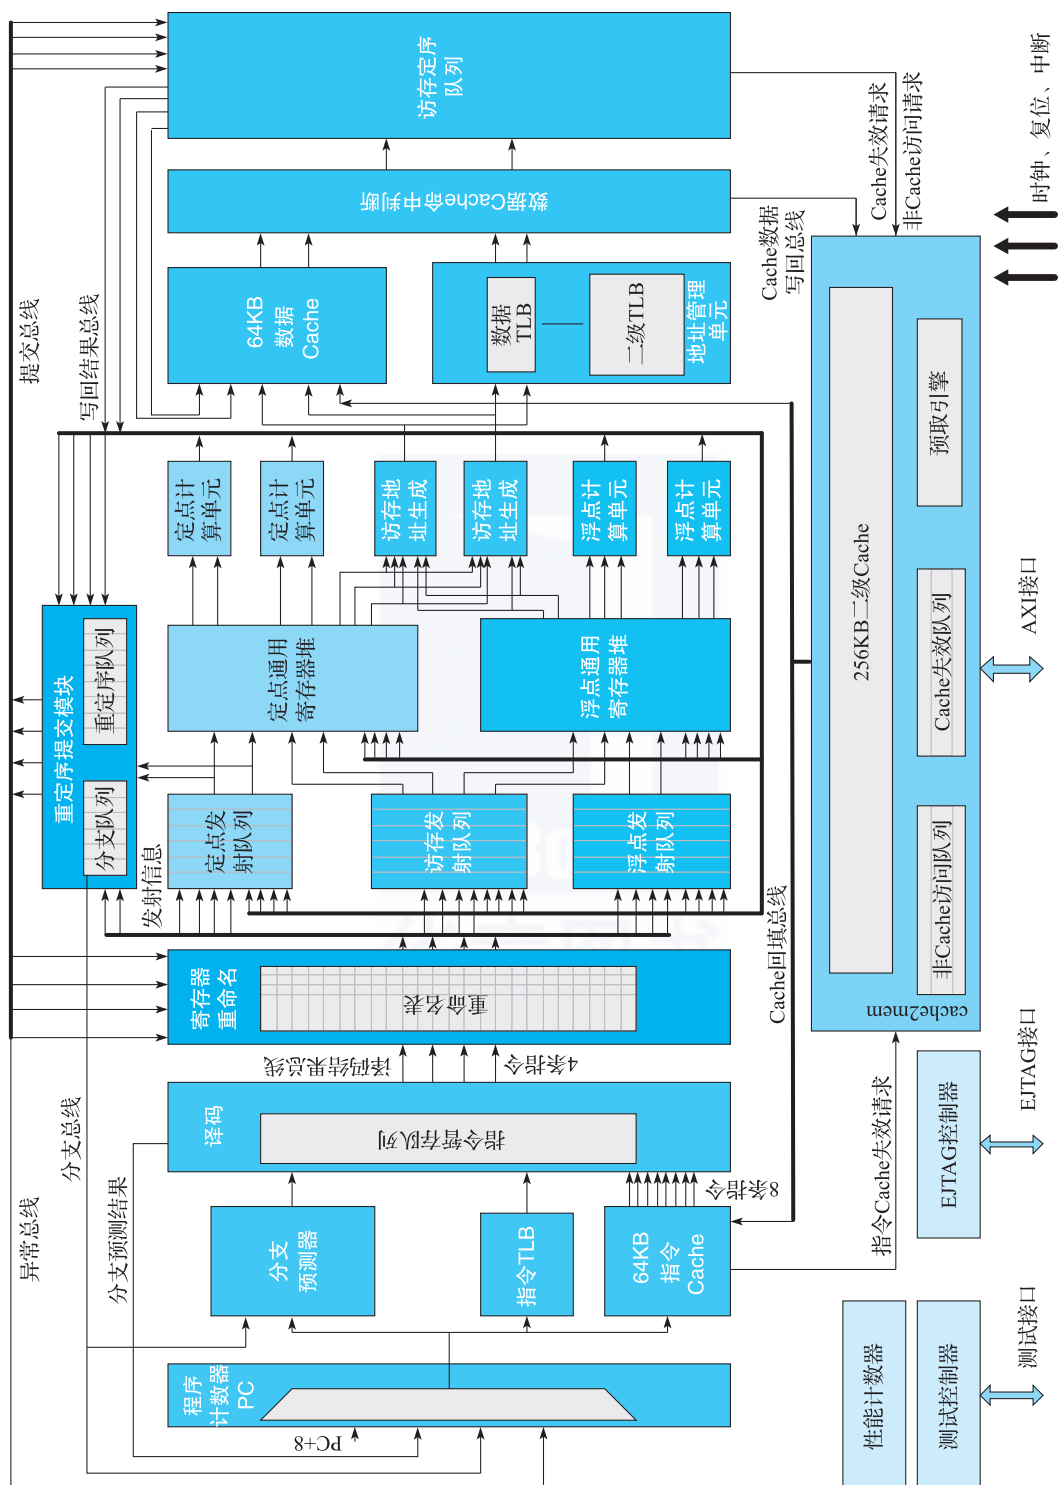 提交总线
写回结果总线
访存定序
队列
数据Cache命中判断
64KB
数据
Cache
数据
TLB
二级TLB
地址管理
单元
Cache失效请求
非Cache访问请求
Cache数据
写回总线
时钟、复位、中断
定点计
算单元
定点计
算单元
访存地
址生成
访存地
址生成
浮点计
算单元
浮点计
算单元
重定序提交模块
重定序队列
分支队列
定点通用
寄存器堆
浮点通用
寄存器堆
发射信息
定点发
射队列
访存发
射队列
浮点发
射队列
Cache回填总线
256KB二级Cache
预取引擎
Cache失效队列
非Cache访问队列
cache2mem
AXI接口
寄存器
重命名
重命名表
译码结果总线
4条指令
译码
指令暂存队列
8条指令
异常总线
分支总线
分支预测结果
分支
预测器
指令TLB
64KB
指令
Cache
指令Cache失效请求
EJTAG控制器
EJTAG接口
程序
计数器
PC
PC+8
性能计数器
测试控制器
测试接口